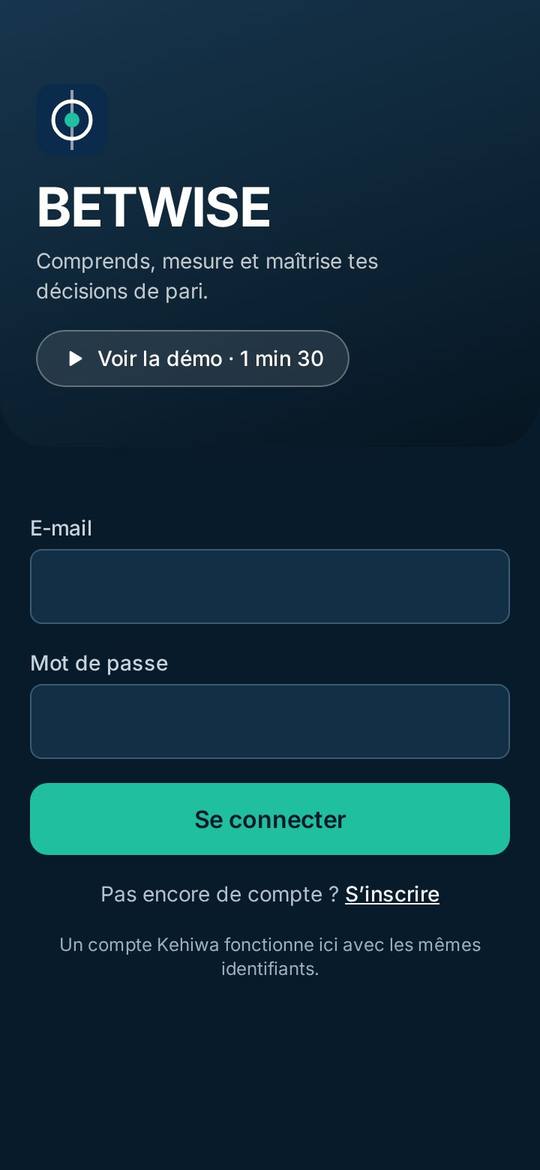 BETWISE
Comprends, mesure et maîtrise tes
décisions de pari.
Voir la démo · 1 min 30
E-mail
Mot de passe
Se connecter
Pas encore de compte ? S’inscrire
Un compte Kehiwa fonctionne ici avec les mêmes
identifiants.